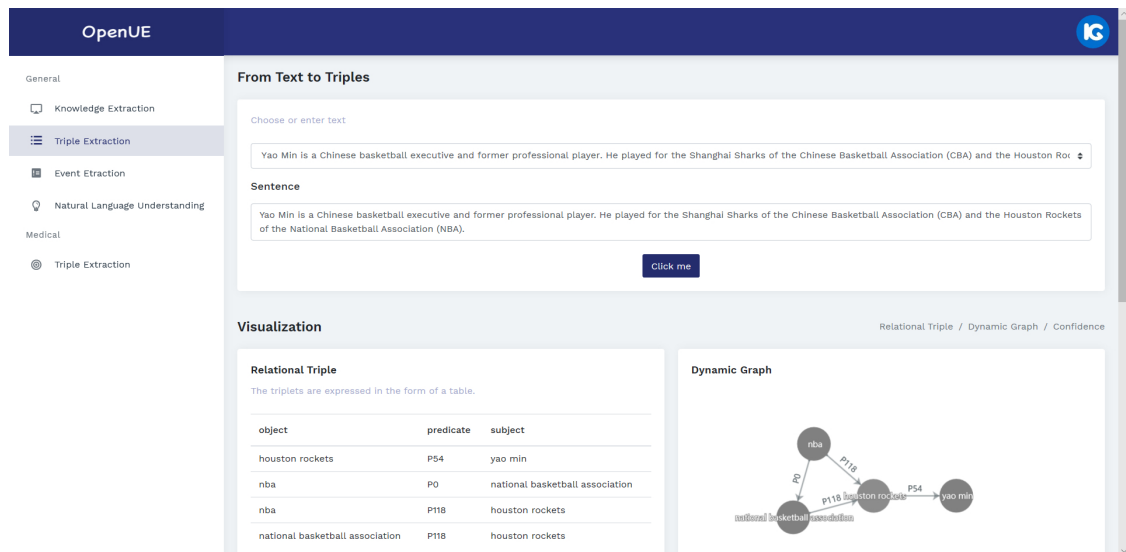 OpenUE
General
Knowledge Extraction
Triple Extraction
Event Etraction
Natural Language Understanding
Medical
Triple Extraction
From Text to Triples
Choose or enter text
Yao Min is a Chinese basketball executive and former professional player. He played for the Shanghai Sharks of the Chinese Basketball Association (CBA) and the Houston Roc
Sentence
Yao Min is a Chinese basketball executive and former professional player. He played for the Shanghai Sharks of the Chinese Basketball Association (CBA) and the Houston Rockets
of the National Basketball Association (NBA).
Click me
Visualization
Relational Triple / Dynamic Graph / Confidence
Relational Triple
The triplets are expressed in the form of a table.
object predicate subject
houston rockets P54 yao min
nba P0 national basketball association
nba P118 houston rockets
national basketball association P118 houston rockets
Dynamic Graph
nba
P118
P0
P54
P118 houston rockets
yao min
national basketball association